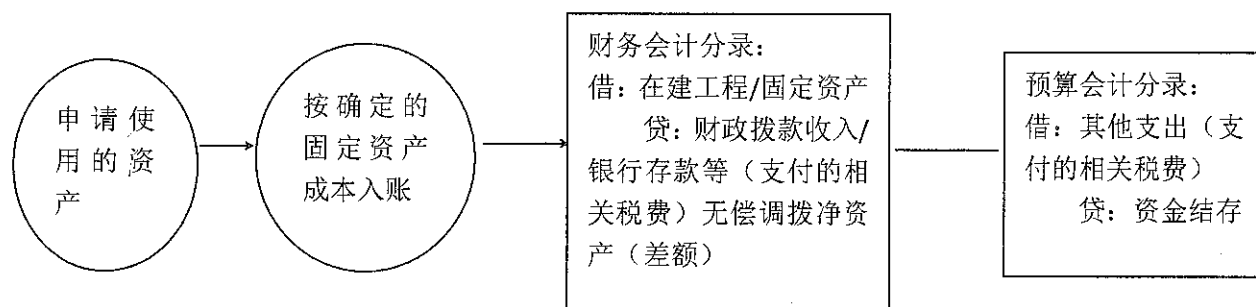 申请使
用的资
产
按确定的
固定资产
成本入账
财务会计分录：
借：在建工程/固定资产
贷：财政拨款收入/
银行存款等（支付的相
关税费）无偿调拨净资
产（差额）
预算会计分录：
借：其他支出（支
付的相关税费）
贷：资金结存